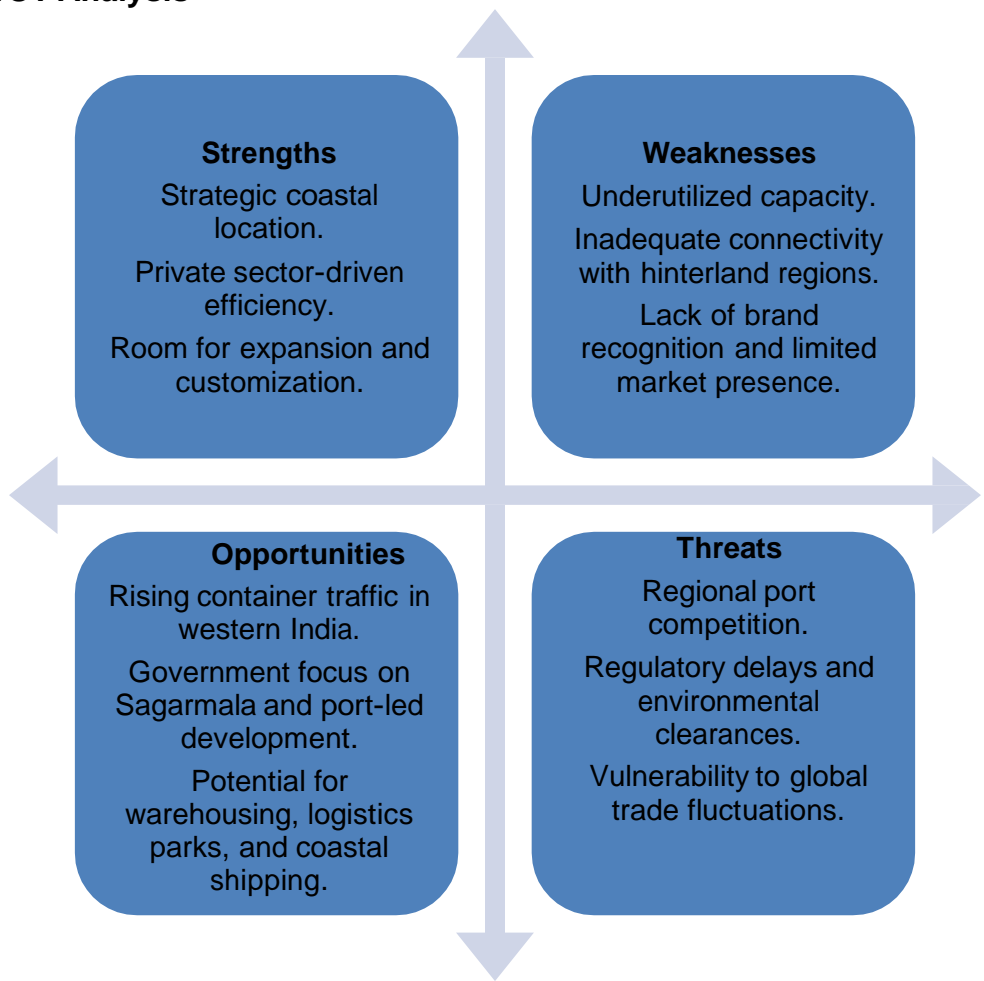 Analysis
Strengths
Strategic coastal
location.
Private sector-driven
efficiency.
Room for expansion and
customization.
Weaknesses
Underutilized capacity.
Inadequate connectivity
with hinterland regions.
Lack of brand
recognition and limited
market presence.
Opportunities
Rising container traffic in
western India.
Government focus on
Sagarmala and port-led
development.
Potential for
warehousing, logistics
parks, and coastal
shipping.
Threats
Regional port
competition.
Regulatory delays and
environmental
clearances.
Vulnerability to global
trade fluctuations.